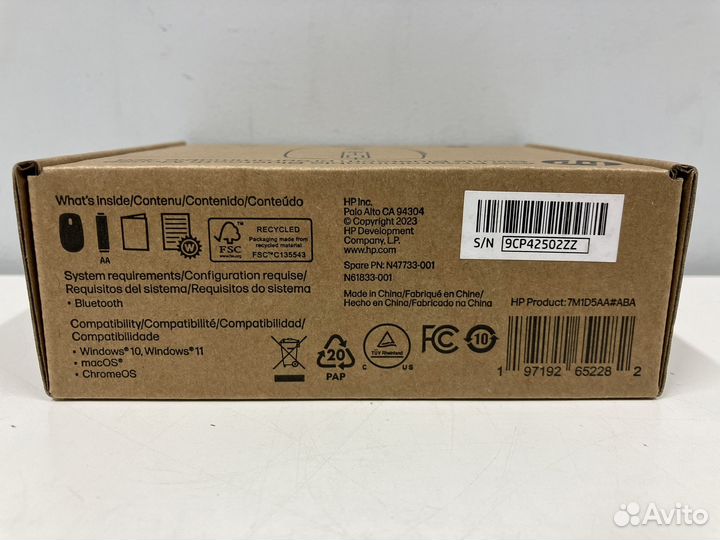 What's inside/Contenu/Contenido/Conteúdo
AA
W
FSC
RECYCLED
Packaging made from
recycled material
FSC™C135543
System requirements/Configuration requise/
Requisitos del sistema/Requisitos do sistema
• Bluetooth
Compatibility/Compatibilité/Compatibilidad/
Compatibilidade
• Windows® 10, Windows® 11
• macOS®
• ChromeOS
HP Inc.
Palo Alto CA 94304
© Copyright 2023
HP Development
Company, L.P.
www.hp.com
Spare PN: N47733-001
N61833-001
Made in China/Fabriqué en Chine/
Hecho en China/Fabricado na China
20
PAP
TÜV Rheinland
C US
FC
10
S/N 9CP42502ZZ
HP Product: 7M1D5AA#ABA
1 97192 65228 2
Avito